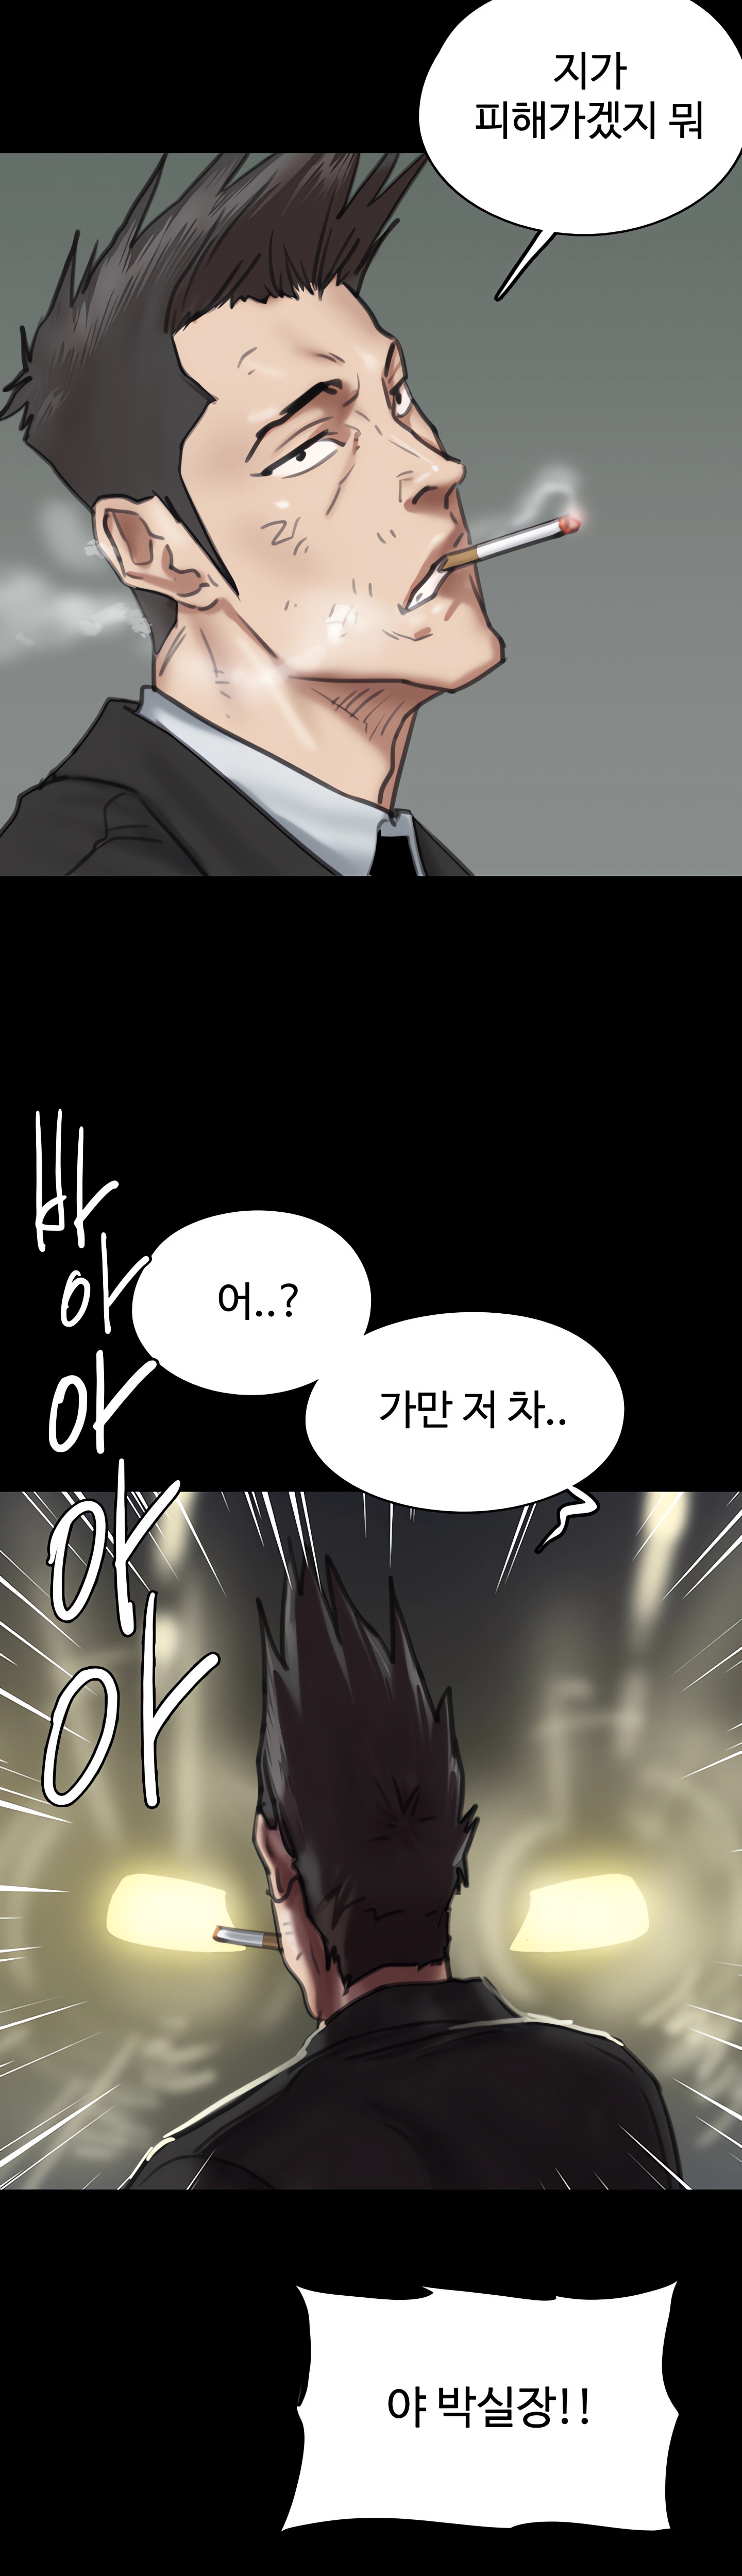 지가
피해가겠지 뭐
바아아아아
어..?
가만 저 차..
야 박실장!!